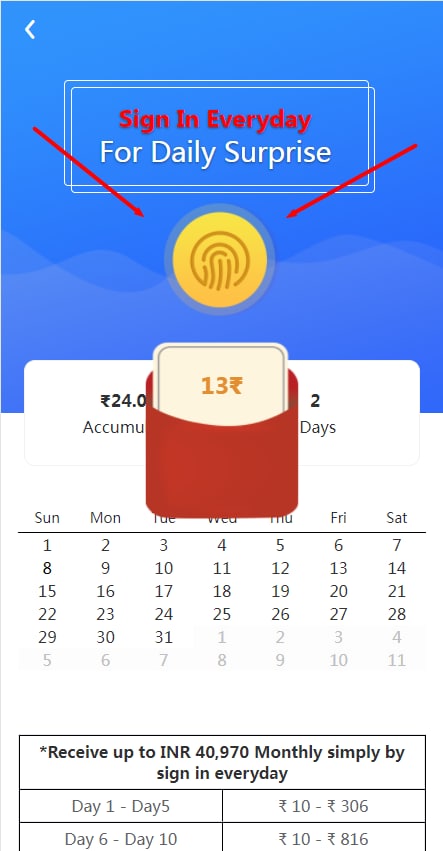 Sign In Everyday
For Daily Surprise
13₹
₹24.0 2
Accumu Days
Sun Mon Tue Wed Thu Fri Sat
1 2 3 4 5 6 7
8 9 10 11 12 13 14
15 16 17 18 19 20 21
22 23 24 25 26 27 28
29 30 31 1 2 3 4
5 6 7 8 9 10 11
*Receive up to INR 40,970 Monthly simply by
sign in everyday
Day 1 - Day5 ₹ 10 - ₹ 306
Day 6 - Day 10 ₹ 10 - ₹ 816